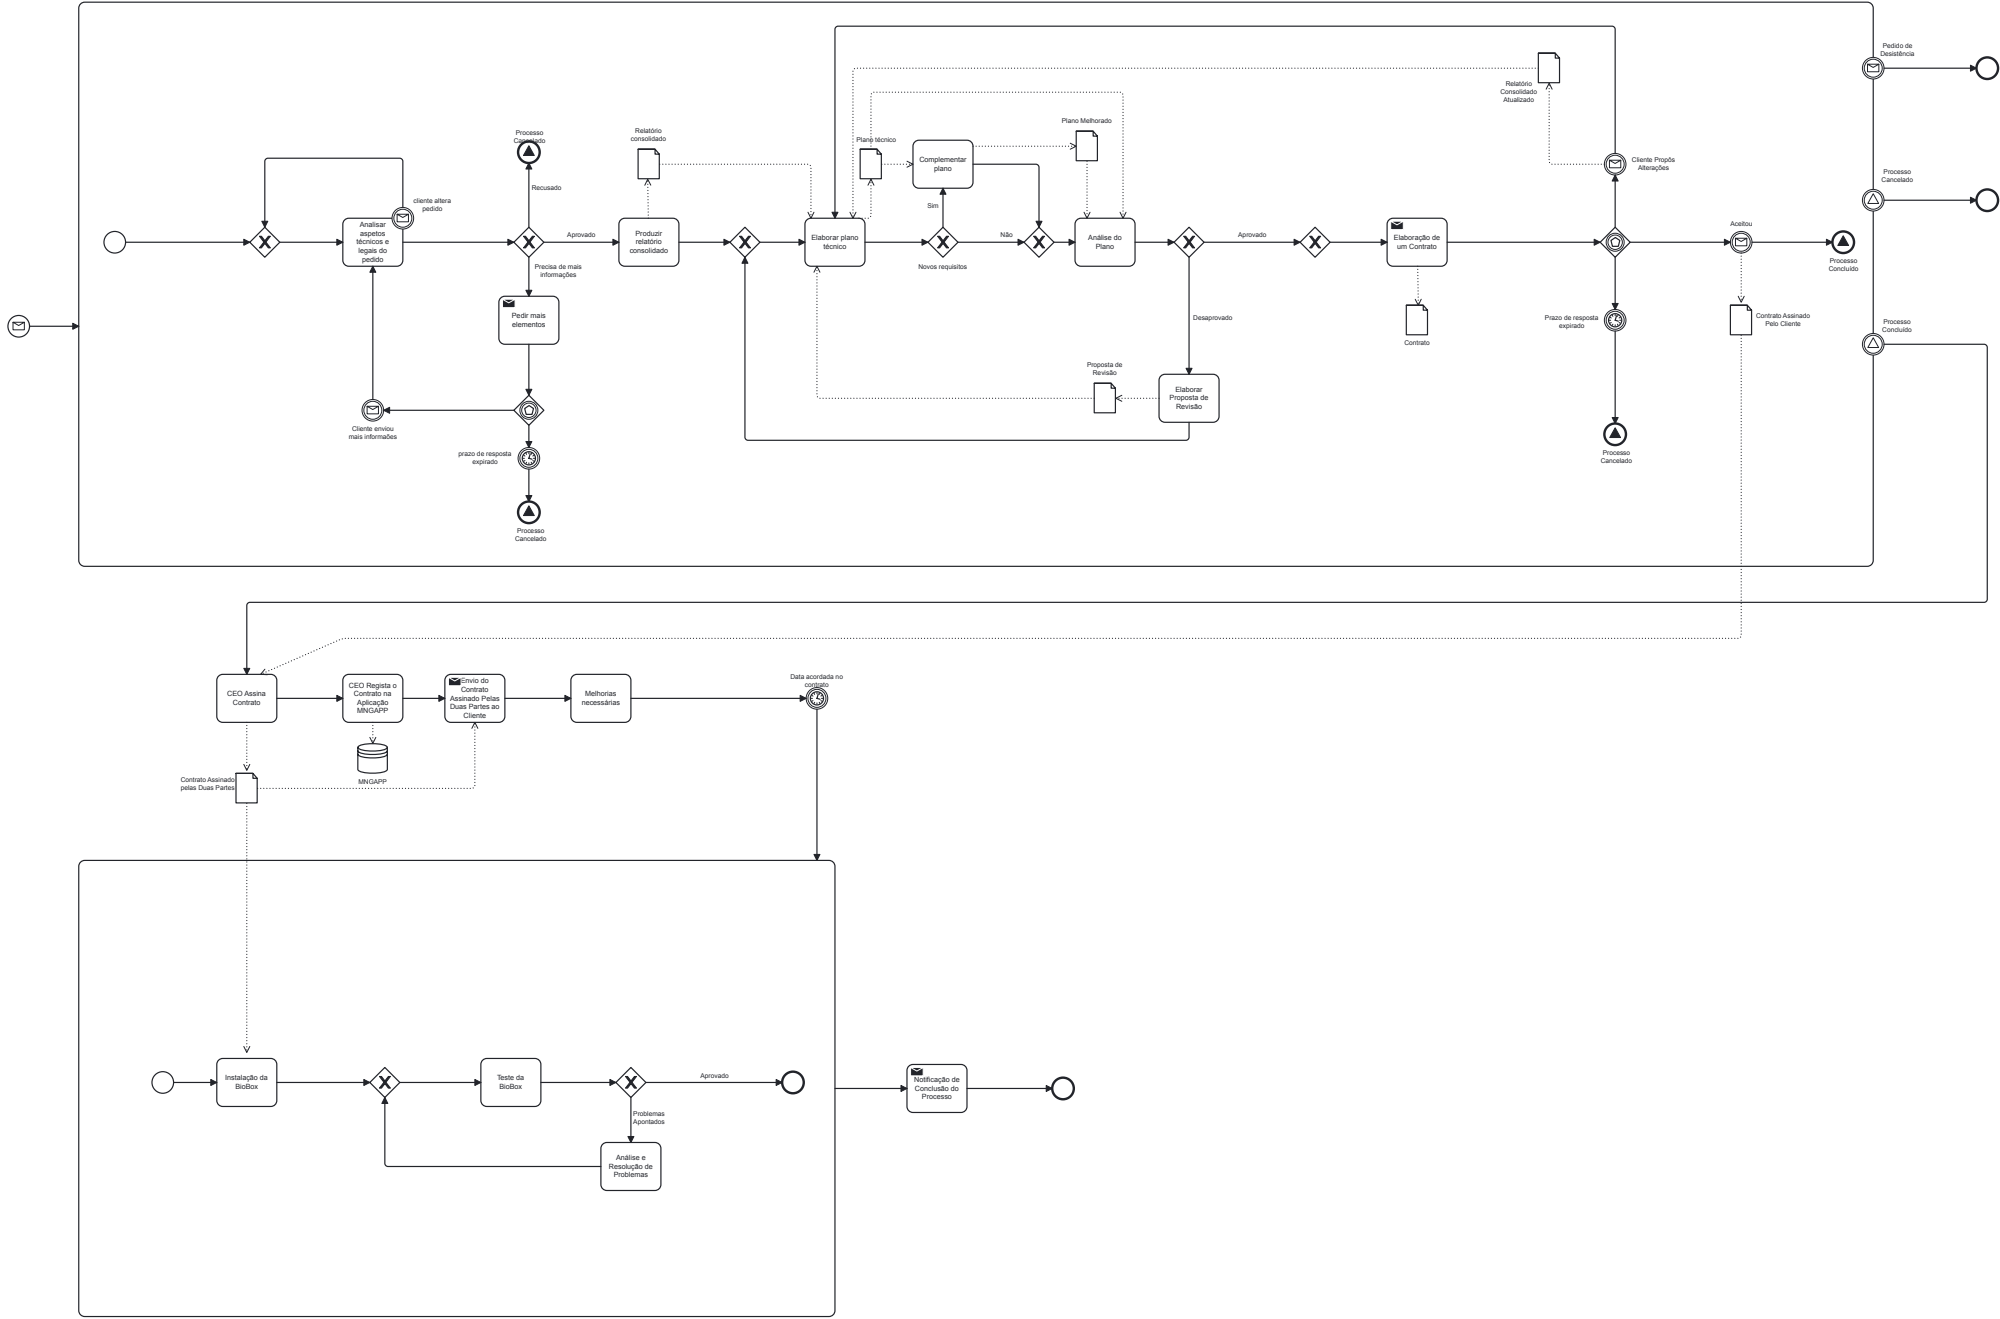 Pedido de
Desistência
Relatório
Consolidado
Atualizado
Plano Melhorado
Processo
Cancelado
Relatório
consolidado
Plano técnico
Complementar
plano
Cliente Propôs
Alterações
Processo
Cancelado
Recusado
Sim
cliente altera
pedido
Analisar
aspetos
técnicos e
legais do
pedido
Aprovado
Produzir
relatório
consolidado
Elaborar plano
técnico
Não
Novos requisitos
Análise do
Plano
Aprovado
Elaboração de
um Contrato
Aceitou
Processo
Concluído
Precisa de mais
informações
Pedir mais
elementos
Desaprovado
Contrato
Prazo de resposta
expirado
Contrato Assinado
Pelo Cliente
Processo
Concluído
Proposta de
Revisão
Elaborar
Proposta de
Revisão
Cliente enviou
mais informaões
prazo de resposta
expirado
Processo
Cancelado
Processo
Cancelado
CEO Assina
Contrato
CEO Regista o
Contrato na
Aplicação
MNGAPP
Envio do
Contrato
Assinado Pelas
Duas Partes ao
Cliente
Melhorias
necessárias
Data acordada no
contrato
Contrato Assinado
pelas Duas Partes
MNGAPP
Instalação da
BioBox
Teste da
BioBox
Aprovado
Problemas
Apontados
Análise e
Resolução de
Problemas
Notificação de
Conclusão do
Processo